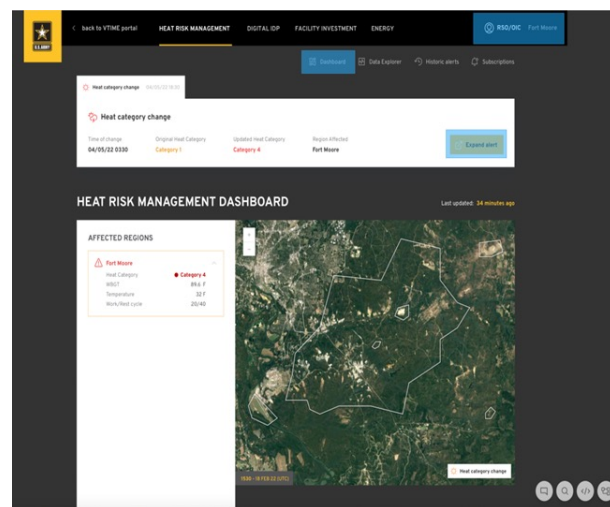 U.S. ARMY
back to VTIME portal
HEAT RISK MANAGEMENT
DIGITAL IDP
FACILITY INVESTMENT
ENERGY
RSO/OIC Fort Moore
Dashboard
Data Explorer
Historic alerts
Subscriptions
Heat category change
Heat category change
Time of change
Original Heat Category
Updated Heat Category
Region Affected
04/05/22 0330
Category 1
Category 4
Fort Moore
Expand alert
HEAT RISK MANAGEMENT DASHBOARD
Last updated: 34 minutes ago
AFFECTED REGIONS
Fort Moore
Heat Category
Category 4
WBGT
89.6 F
Temperature
32 F
Work/Rest cycle
20/40
Heat category change